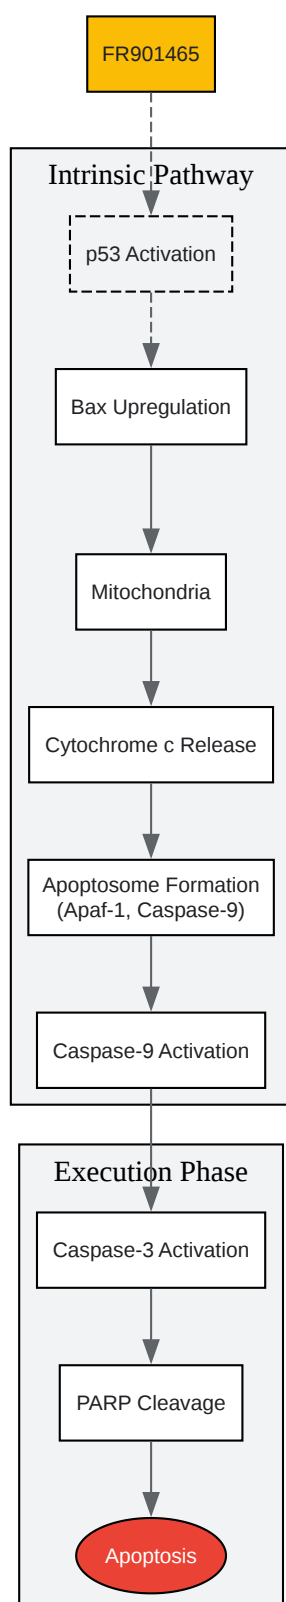 FR901465
Intrinsic Pathway
p53 Activation
Bax Upregulation
Mitochondria
Cytochrome c Release
Apoptosome Formation
(Apaf-1, Caspase-9)
Caspase-9 Activation
Execution Phase
Caspase-3 Activation
PARP Cleavage
Apoptosis